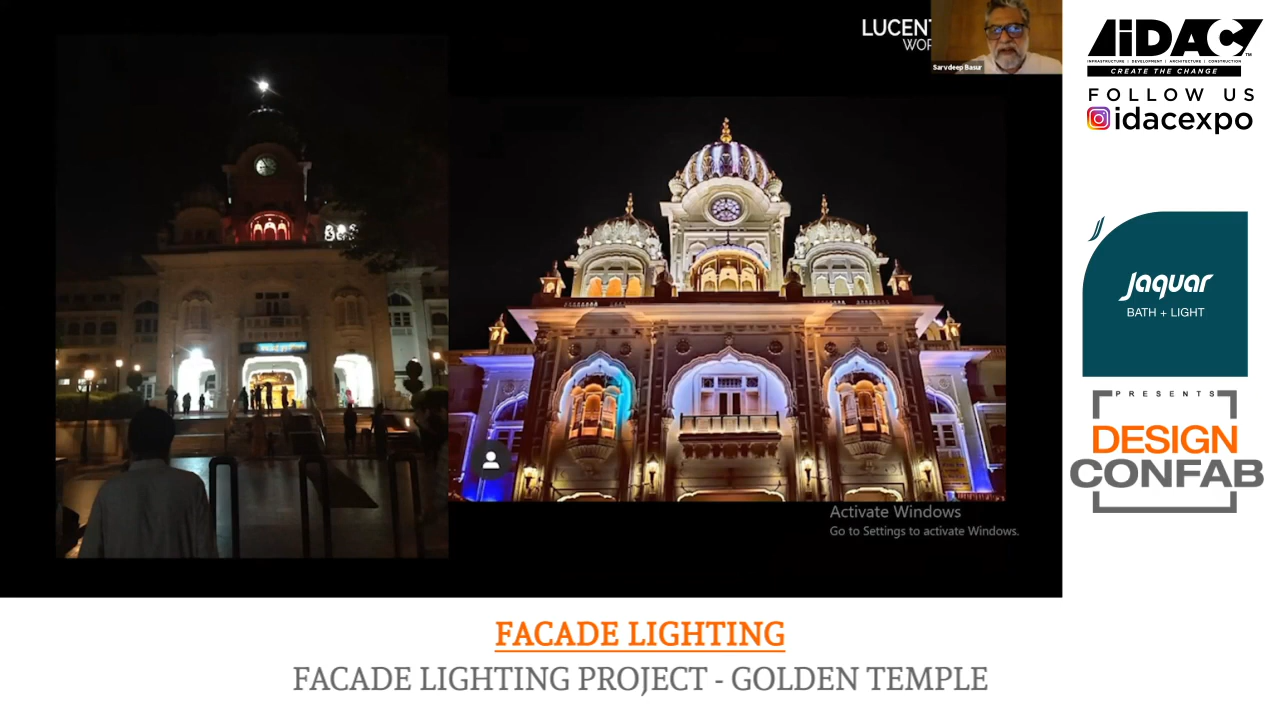 LUCENT
WOR
Sarvdeep Basur
IDAC
INFRASTRUCTURE | DEVELOPMENT | ARCHITECTURE | CONSTRUCTION
CREATE THE CHANGE
FOLLOW US
idacexpo
Jaquar
BATH + LIGHT
PRESENTS
DESIGN
CONFAB
Activate Windows
Go to Settings to activate Windows.
FACADE LIGHTING
FACADE LIGHTING PROJECT - GOLDEN TEMPLE